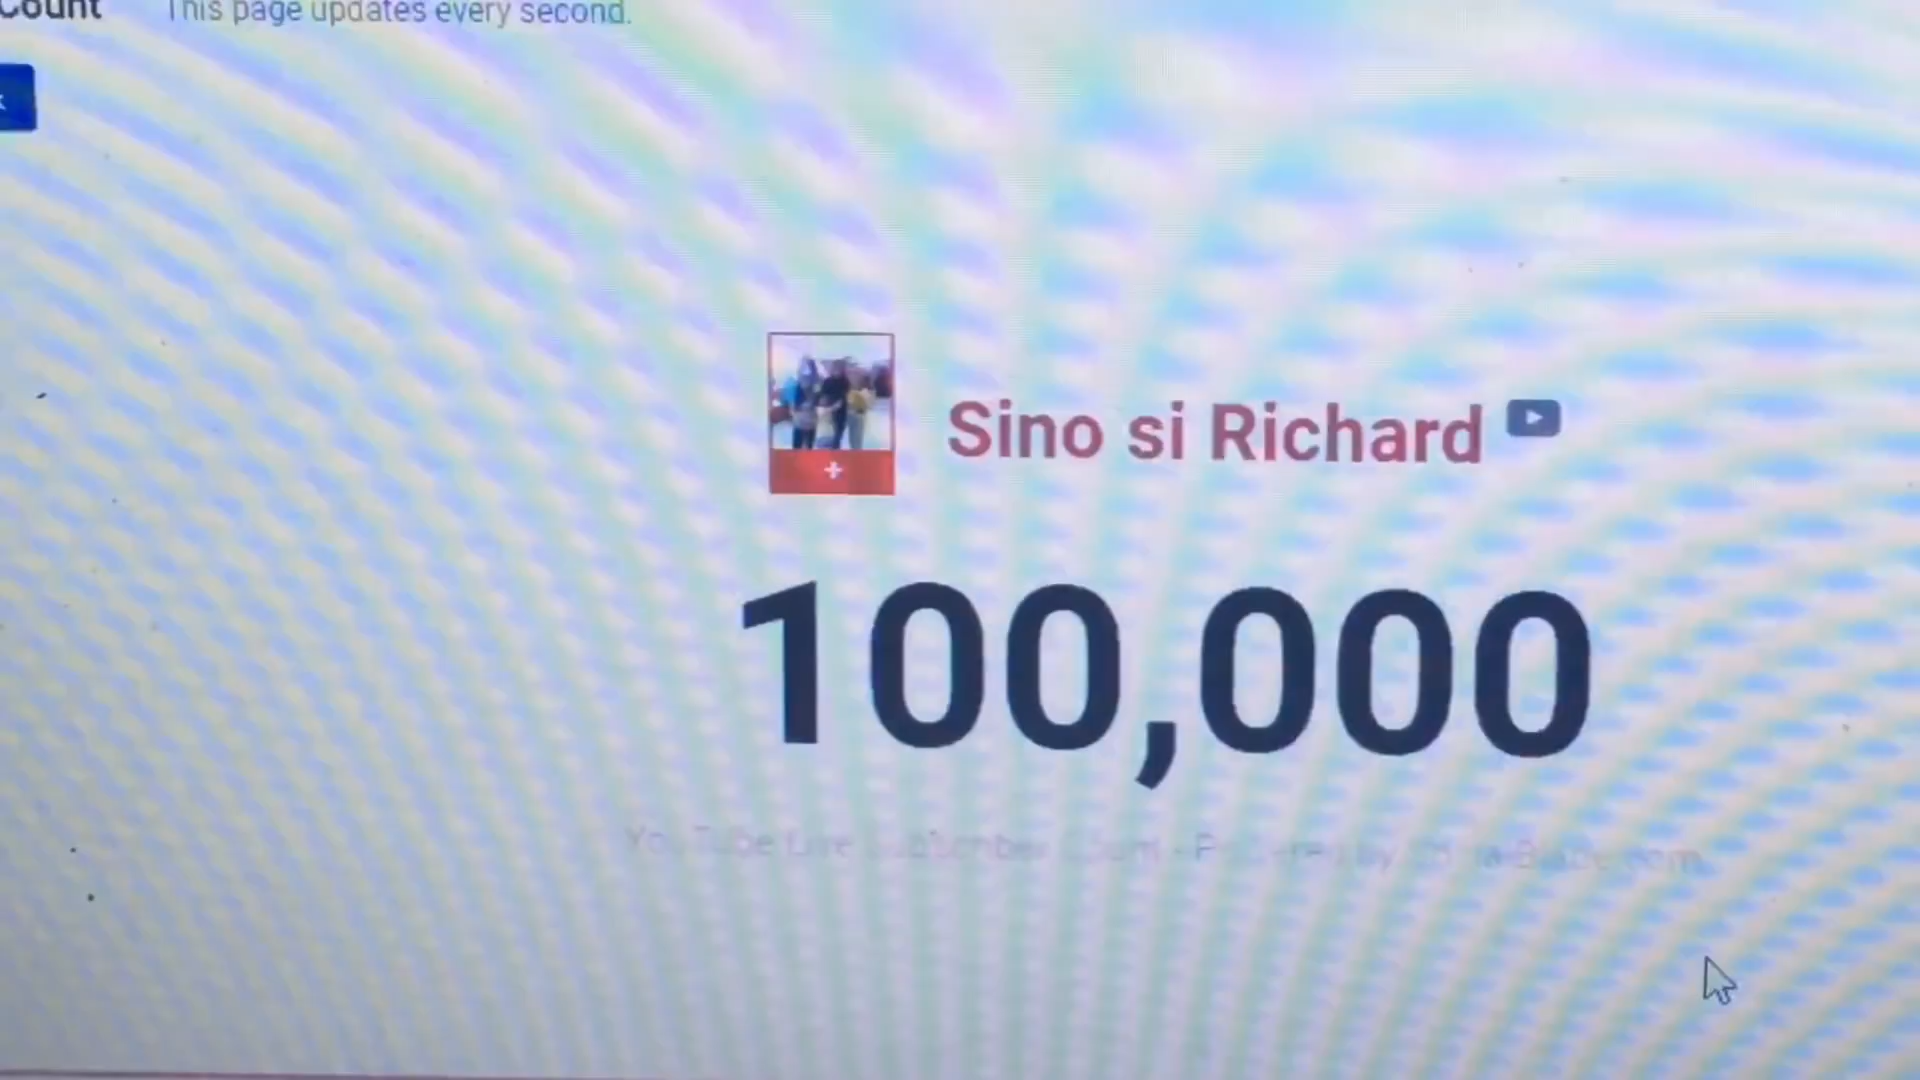 Count This page updates every second.
Sino si Richard
100,000